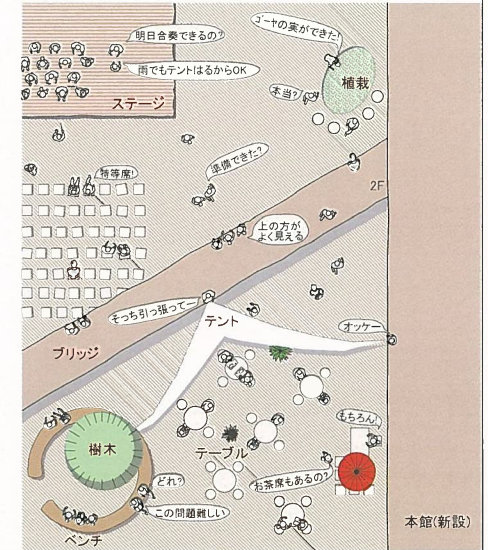 明日合奏できるの?
雨でもテントはるからOK
ステージ
ゴーヤの実ができた!
植栽
本当?
特等席!
準備できた?
2F
上の方が
よく見える
そっち引っ張ってー
テント
オッケー
ブリッジ
もちろん!
樹木
テーブル
お茶席もあるの?
どれ?
この問題難しい
ベンチ
本館(新設)